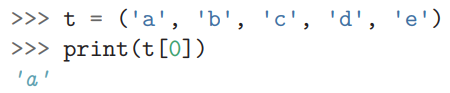 >>> t = ('a', 'b', 'c', 'd', 'e')
>>> print(t[0])
'a'